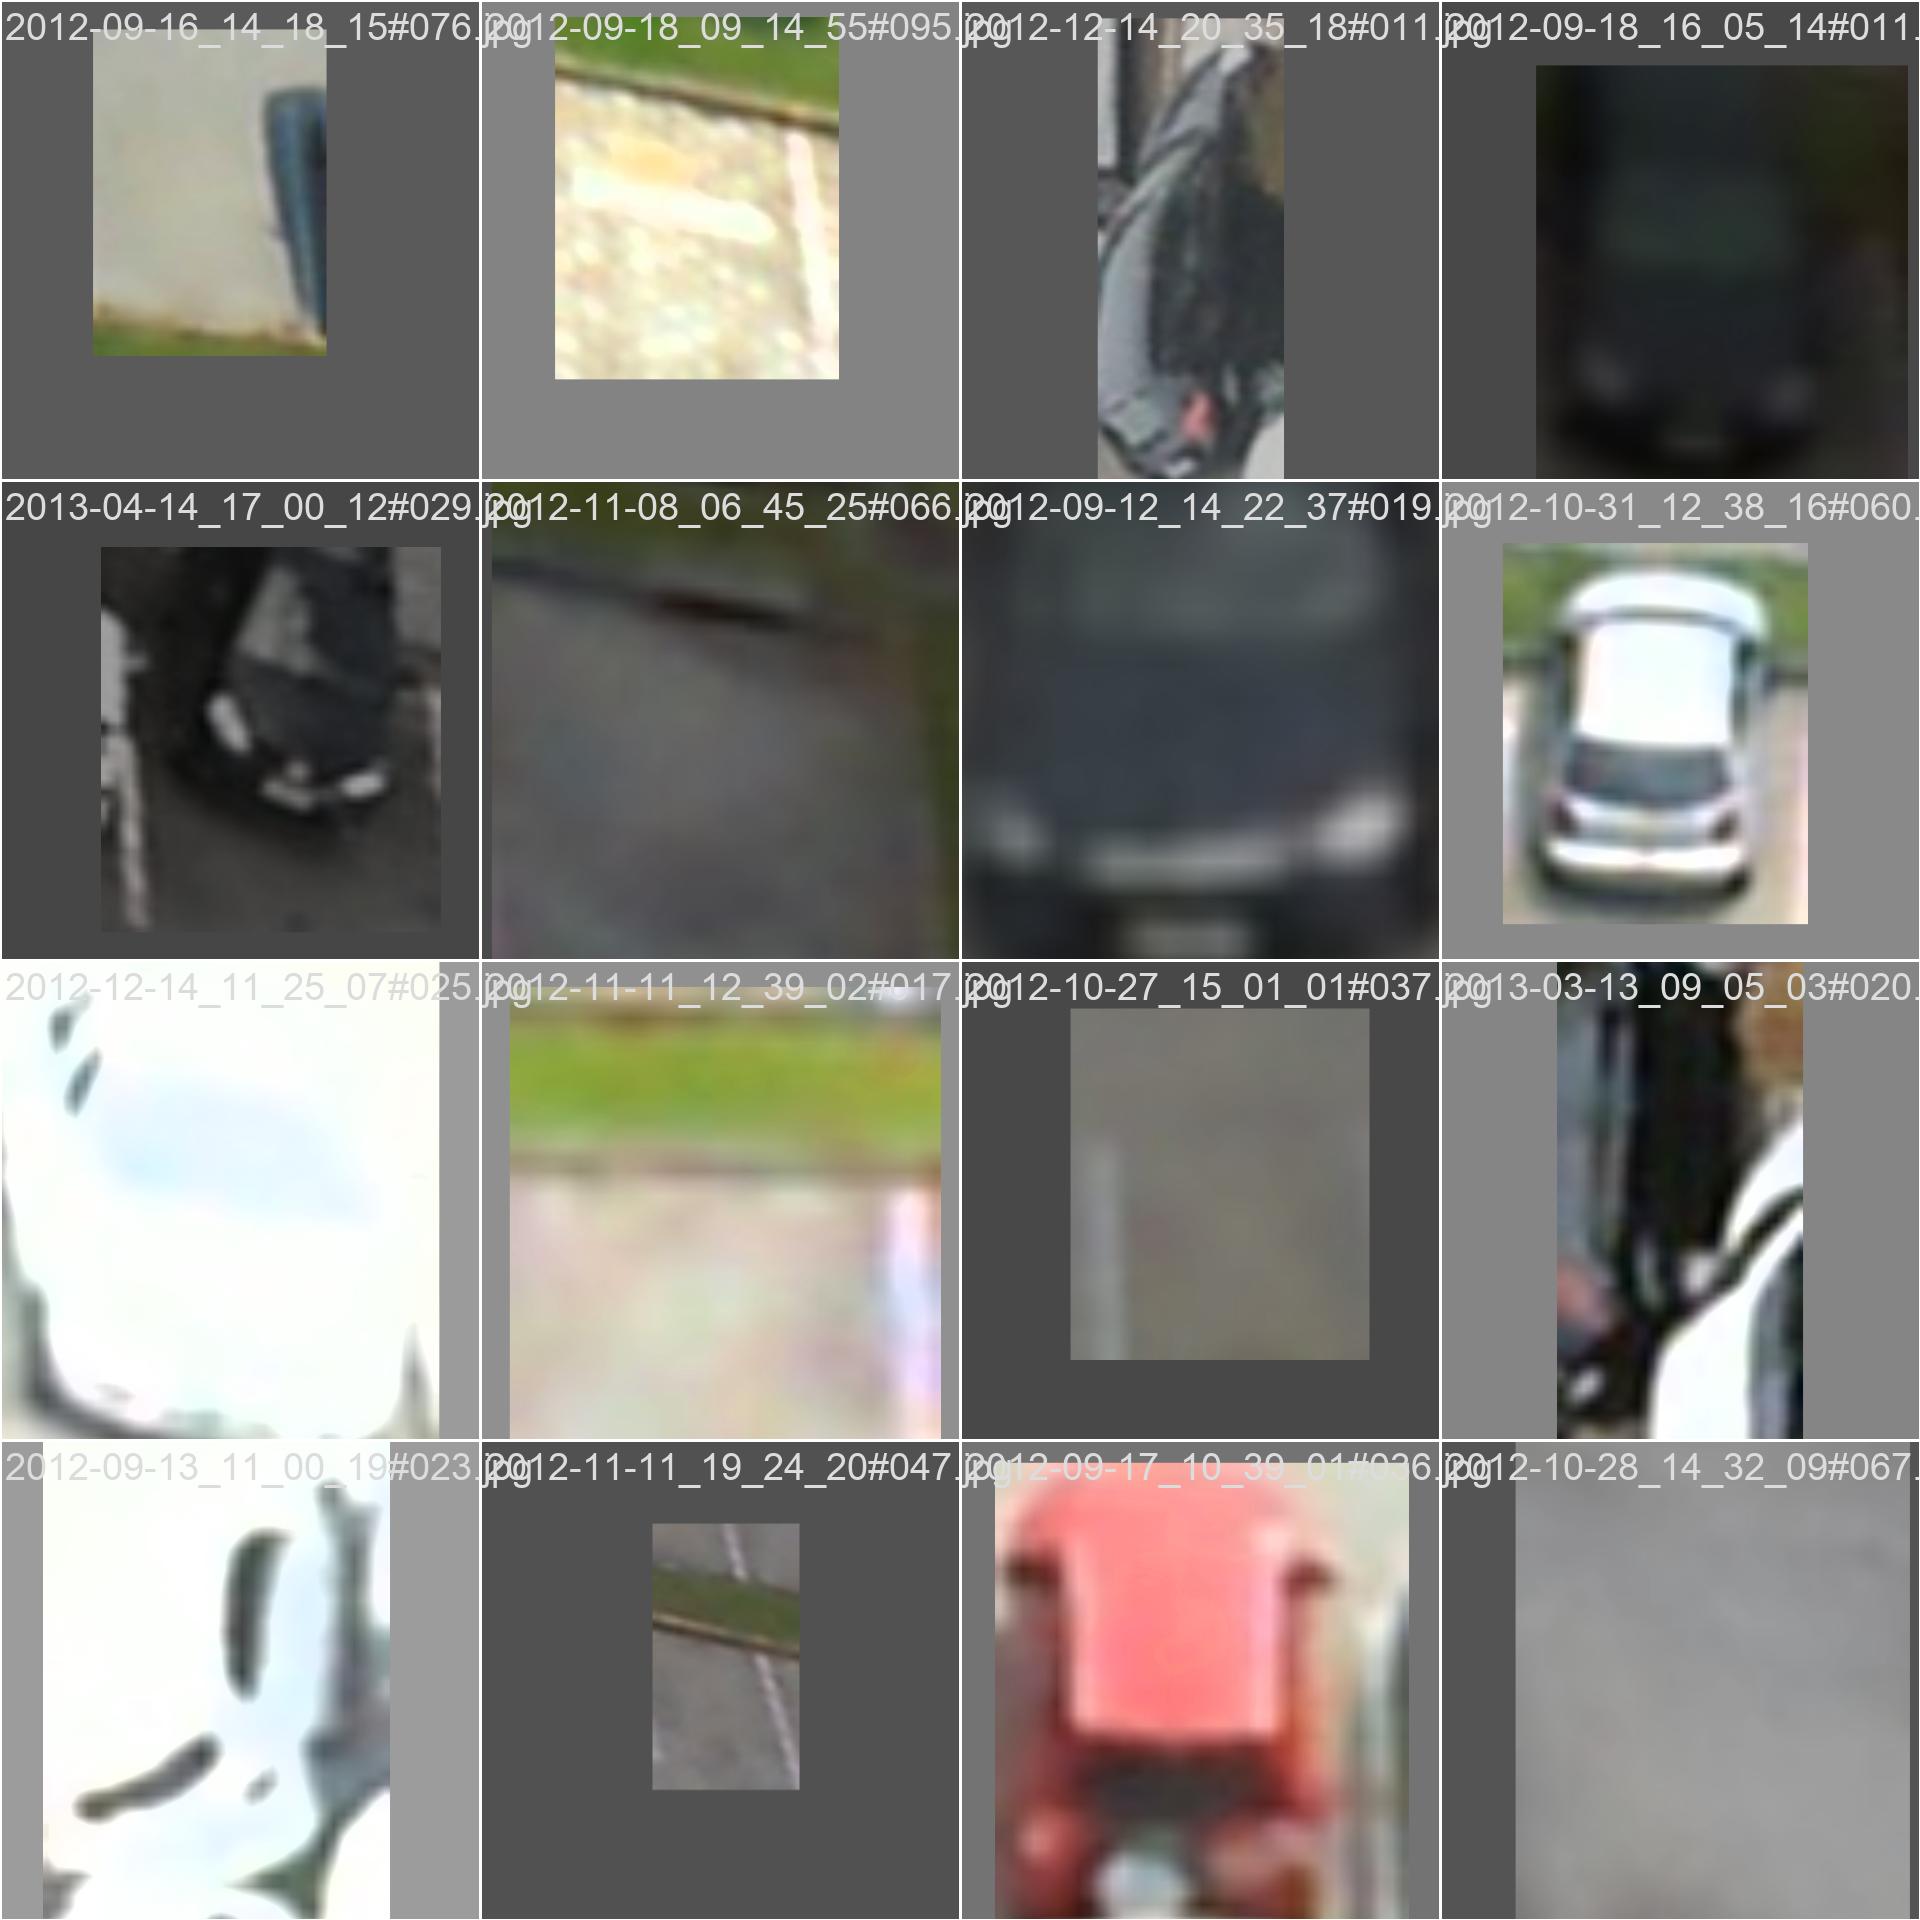 2012-09-16_14_18_15#076.jpg
2012-09-18_09_14_55#095.jpg
2012-12-14_20_35_18#011.jpg
2012-09-18_16_05_14#011.
2013-04-14_17_00_12#029.jpg
2012-11-08_06_45_25#066.jpg
2012-09-12_14_22_37#019.jpg
2012-10-31_12_38_16#060.
2012-12-14_11_25_07#025.jpg
2012-11-11_12_39_02#017.jpg
2012-10-27_15_01_01#037.jpg
2013-03-13_09_05_03#020.
2012-09-13_11_00_19#023.jpg
2012-11-11_19_24_20#047.jpg
2012-09-17_10_39_01#036.jpg
2012-10-28_14_32_09#067.